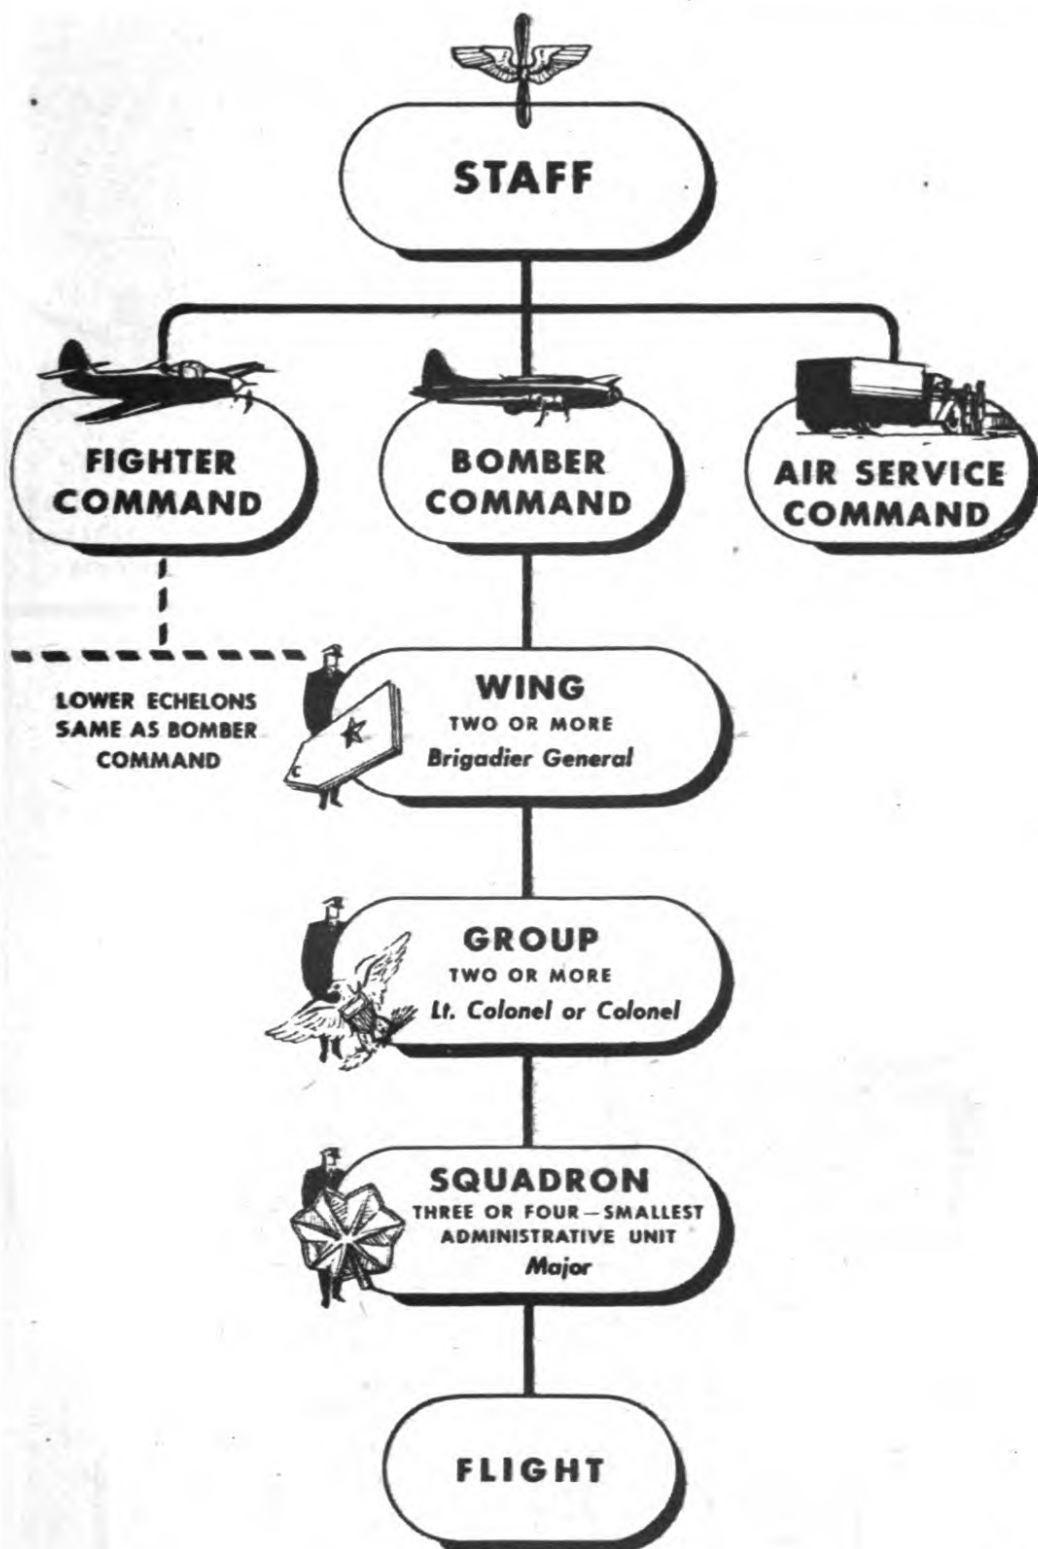 STAFF
FIGHTER
COMMAND
BOMBER
COMMAND
AIR SERVICE
COMMAND
LOWER ECHELONS
SAME AS BOMBER
COMMAND
WING
TWO OR MORE
Brigadier General
C
GROUP
TWO OR MORE
Lt. Colonel or Colonel
SQUADRON
THREE OR FOUR—SMALLEST
ADMINISTRATIVE UNIT
Major
FLIGHT